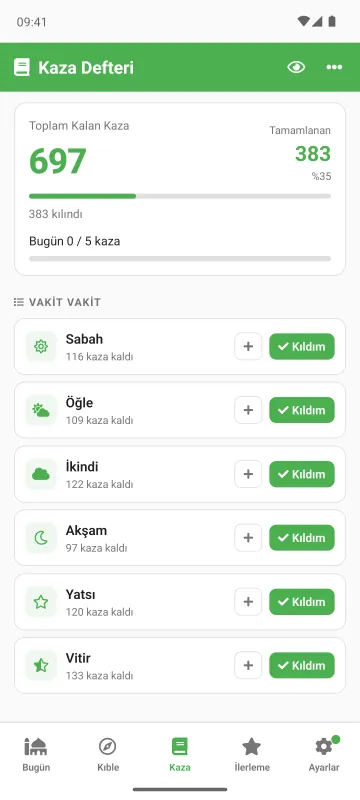 09:41
Kaza Defteri
Toplam Kalan Kaza
697
Tamamlanan
383
%35
383 kılındı
Bugün 0 / 5 kaza
VAKİT VAKİT
Sabah
116 kaza kaldı
Kıldım
Öğle
109 kaza kaldı
Kıldım
İkindi
122 kaza kaldı
Kıldım
Akşam
97 kaza kaldı
Kıldım
Yatsı
120 kaza kaldı
Kıldım
Vitir
133 kaza kaldı
Kıldım
Bugün
Kıble
Kaza
İlerleme
Ayarlar